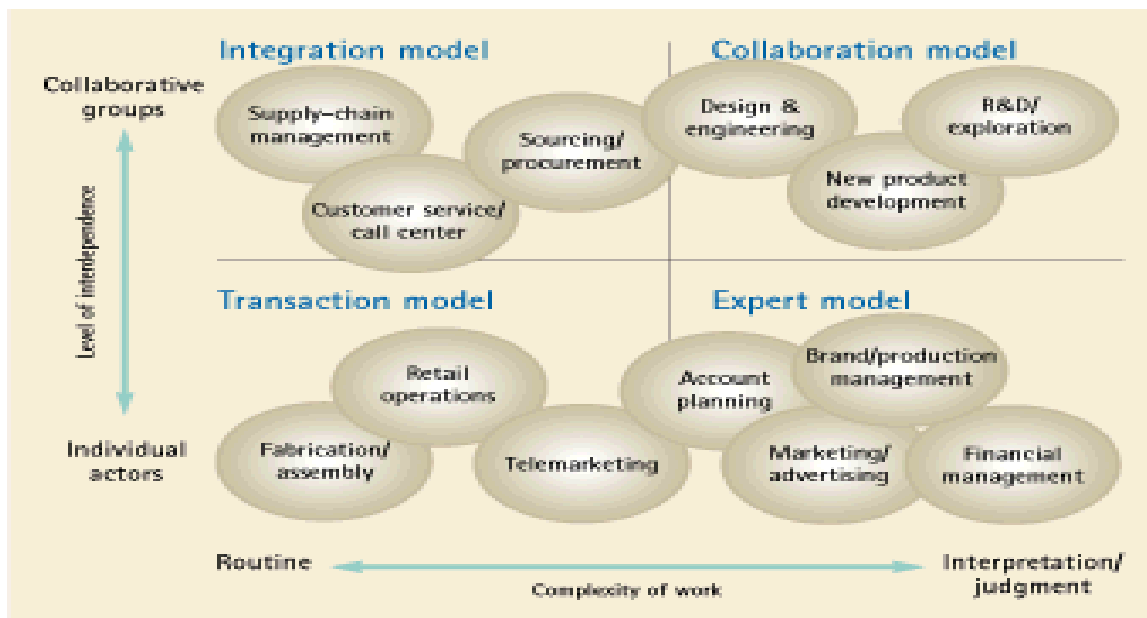 Integration model
Collaboration model
Collaborative
groups
Supply-chain
management
Sourcing/
procurement
Customer service/
call center
Design &
engineering
R&D/
exploration
New product
development
Level of interdependence
Transaction model
Expert model
Retail
operations
Fabrication/
assembly
Telemarketing
Account
planning
Brand/production
management
Marketing/
advertising
Financial
management
Individual
actors
Routine
Complexity of work
Interpretation/
judgment